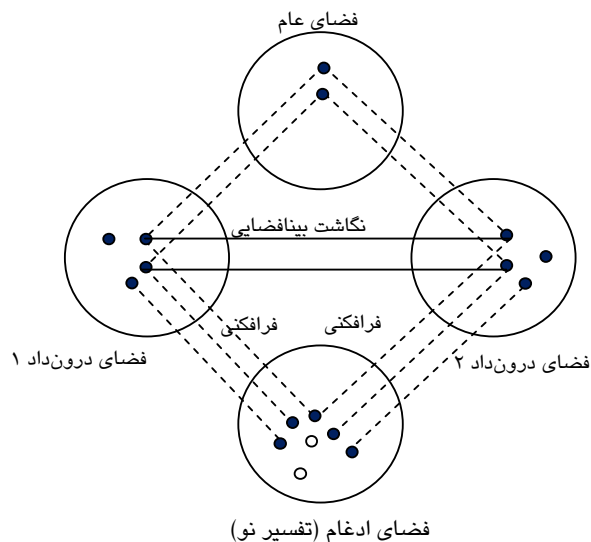 فضای عام
نگاشت بینافضایی
فرافکنی
فرافکنی
فضای درون‌داد ۲
فضای درون‌داد ۱
فضای ادغام (تفسیر نو)